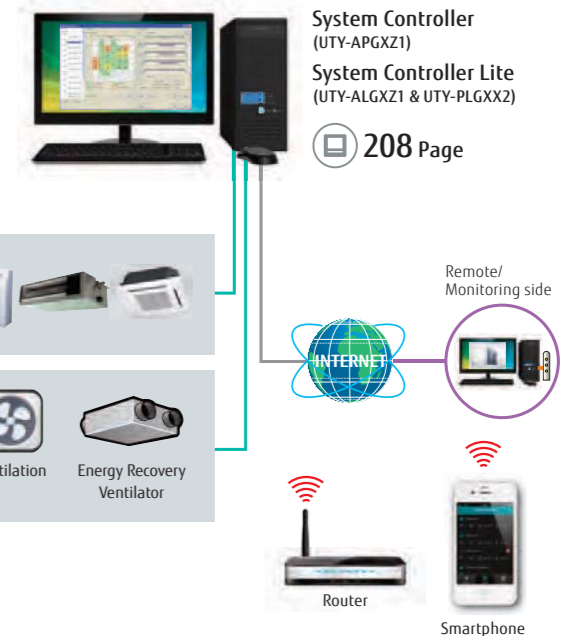 System Controller
(UTY-APGXZ1)
System Controller Lite
(UTY-ALGXZ1 & UTY-PLGXX2)
208 Page
Remote/
Monitoring side
INTERNET
Energy Recovery
Ventilator
Router
Smartphone